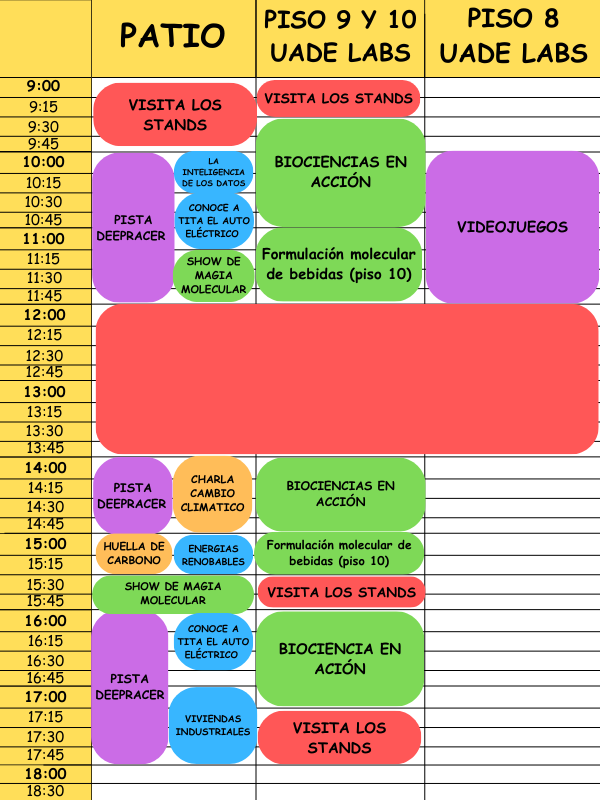 PATIO
PISO 9 Y 10
UADE LABS
PISO 8
UADE LABS
9:00
9:15
9:30
9:45
10:00
10:15
10:30
10:45
11:00
11:15
11:30
11:45
12:00
12:15
12:30
12:45
13:00
13:15
13:30
13:45
14:00
14:15
14:30
14:45
15:00
15:15
15:30
15:45
16:00
16:15
16:30
16:45
17:00
17:15
17:30
17:45
18:00
18:30
VISITA LOS
STANDS
PISTA
DEEPRACER
LA
INTELIGENCIA
DE LOS DATOS
CONOCE A
TITA EL AUTO
ELÉCTRICO
SHOW DE
MAGIA
MOLECULAR
VISITA LOS STANDS
BIOCIENCIAS EN
ACCIÓN
Formulación molecular
de bebidas (piso 10)
VIDEOJUEGOS
PISTA
DEEPRACER
CHARLA
CAMBIO
CLIMATICO
HUELLA DE
CARBONO
ENERGIAS
RENOBABLES
SHOW DE MAGIA
MOLECULAR
PISTA
DEEPRACER
CONOCE A
TITA EL AUTO
ELÉCTRICO
VIVIENDAS
INDUSTRIALES
BIOCIENCIAS EN
ACCIÓN
Formulación molecular de
bebidas (piso 10)
VISITA LOS STANDS
BIOCIENCIA EN
ACIÓN
VISITA LOS
STANDS